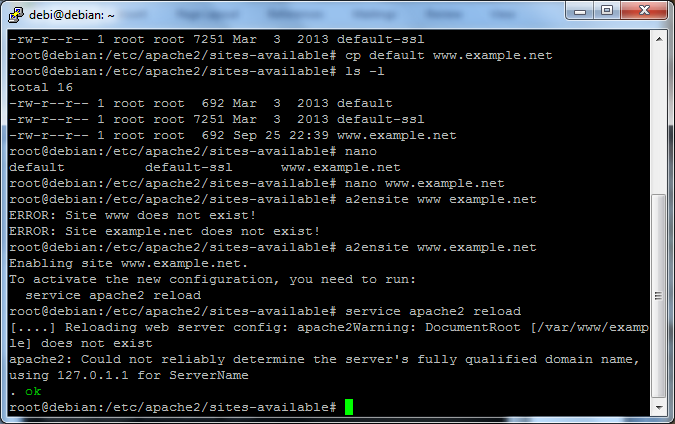 debi@debian: ~
-rw-r--r-- 1 root root 7251 Mar  3  2013 default-ssl
root@debian:/etc/apache2/sites-available# cp default www.example.net
root@debian:/etc/apache2/sites-available# ls -l
total 16
-rw-r--r-- 1 root root  692 Mar  3  2013 default
-rw-r--r-- 1 root root 7251 Mar  3  2013 default-ssl
-rw-r--r-- 1 root root  692 Sep 25 22:39 www.example.net
root@debian:/etc/apache2/sites-available# nano
default          default-ssl      www.example.net
root@debian:/etc/apache2/sites-available# nano www.example.net
root@debian:/etc/apache2/sites-available# a2ensite www example.net
ERROR: Site www does not exist!
ERROR: Site example.net does not exist!
root@debian:/etc/apache2/sites-available# a2ensite www.example.net
Enabling site www.example.net.
To activate the new configuration, you need to run:
  service apache2 reload
root@debian:/etc/apache2/sites-available# service apache2 reload
[....] Reloading web server config: apache2Warning: DocumentRoot [/var/www/examp
le] does not exist
apache2: Could not reliably determine the server's fully qualified domain name,
using 127.0.1.1 for ServerName
. ok
root@debian:/etc/apache2/sites-available#